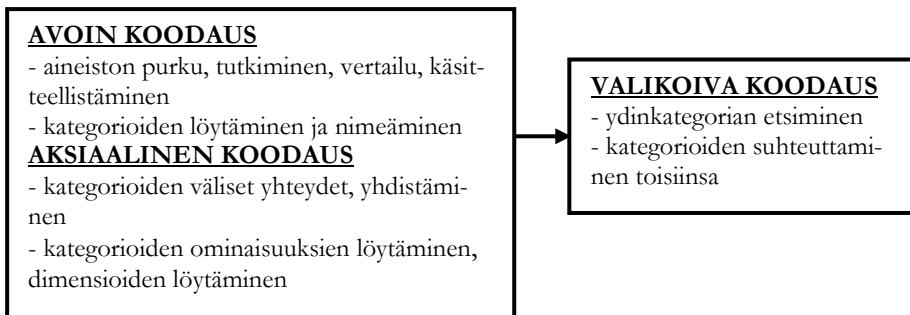 AVOIN KOODAUS
- aineiston purku, tutkiminen, vertailu, käsit-
teellistäminen
- kategorioiden löytäminen ja nimeäminen
AKSIAALINEN KOODAUS
- kategorioiden väliset yhteydet, yhdistämi-
nen
- kategorioiden ominaisuuksien löytäminen,
dimensioiden löytäminen
VALIKOIVA KOODAUS
- ydinkategorian etsiminen
- kategorioiden suhteuttami-
nen toisiinsa